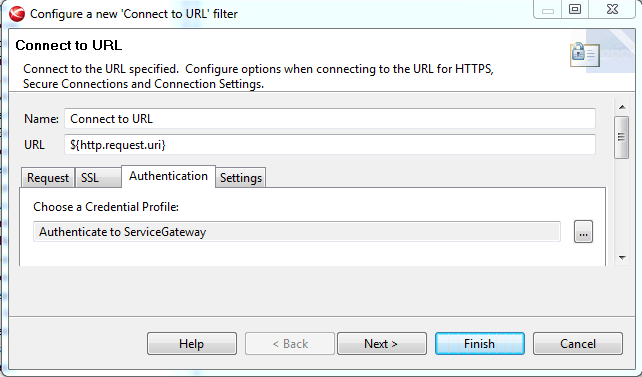 Configure a new 'Connect to URL' filter
Connect to URL
Connect to the URL specified. Configure options when connecting to the URL for HTTPS,
Secure Connections and Connection Settings.
Name: Connect to URL
URL ${http.request.uri}
Request SSL Authentication Settings
Choose a Credential Profile:
Authenticate to ServiceGateway ...
Help < Back Next > Finish Cancel